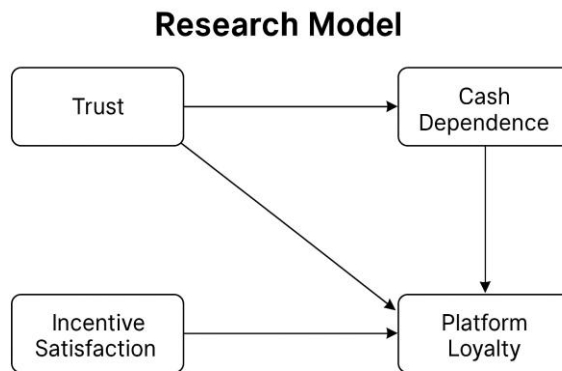 Research Model
Trust
Cash
Dependence
Incentive
Satisfaction
Platform
Loyalty